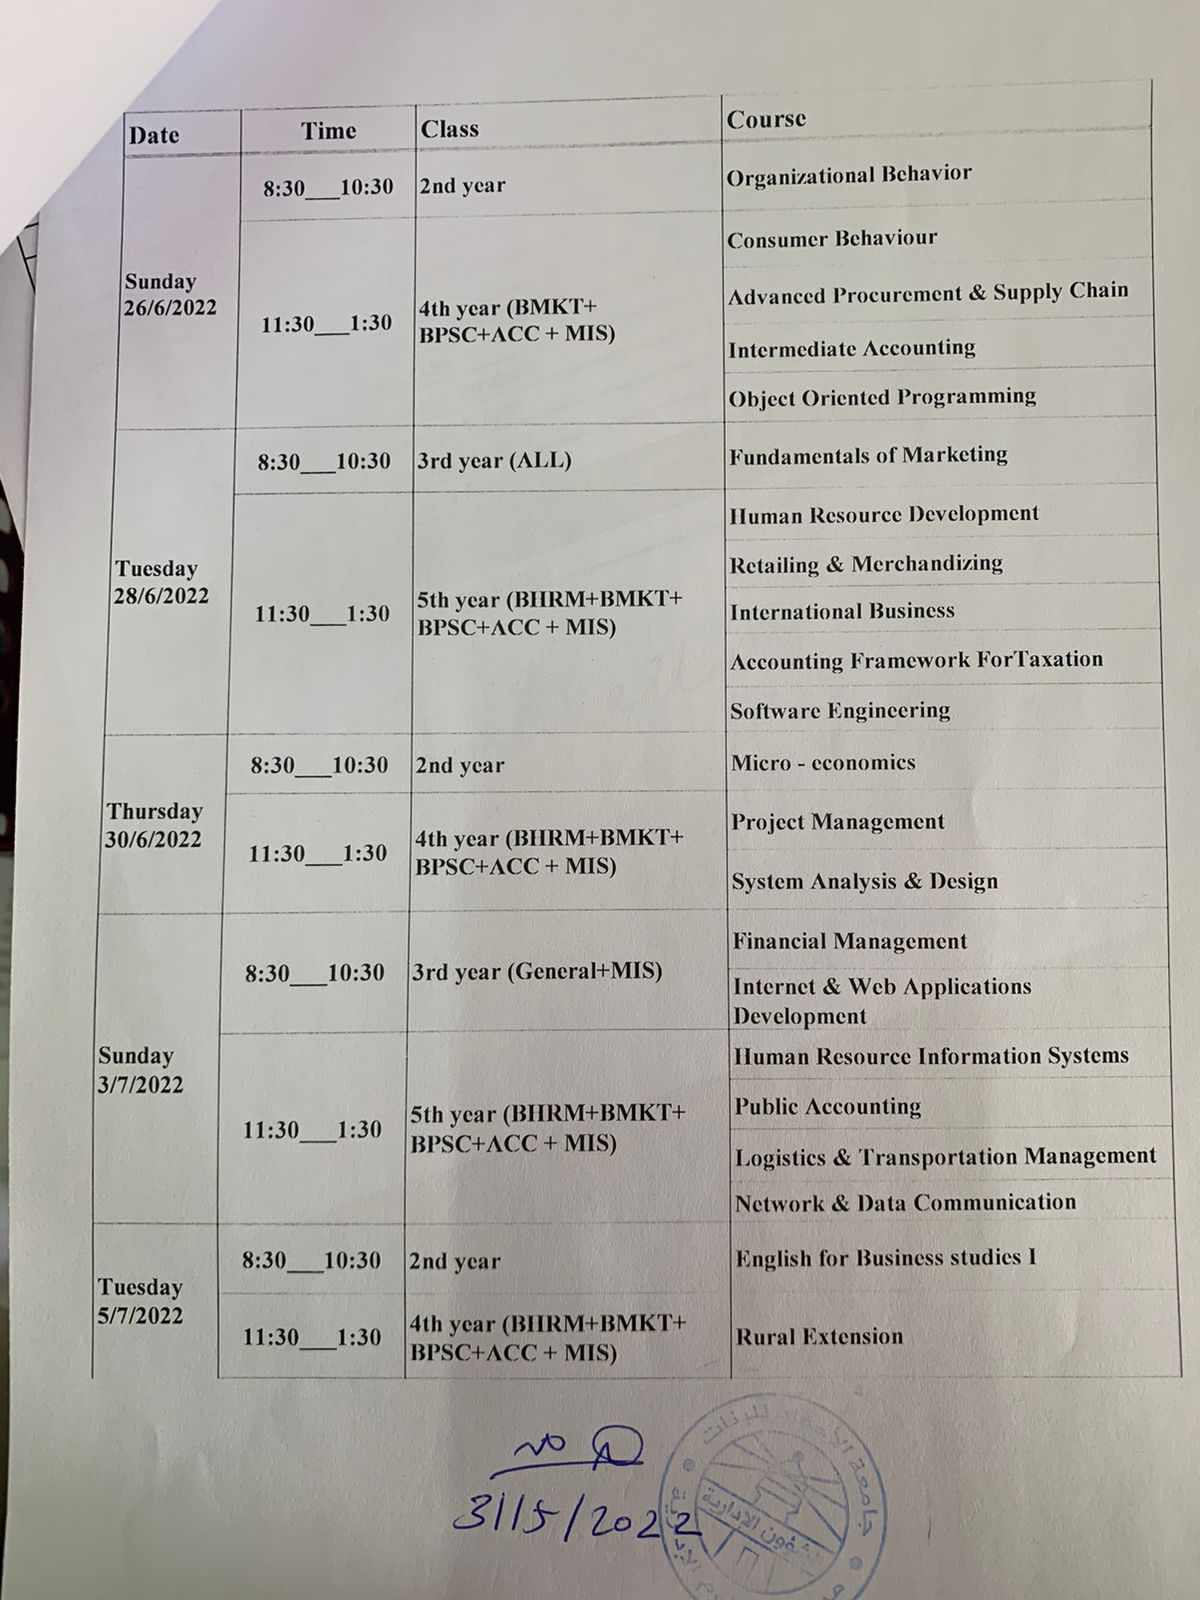 Date Time Class Course
Sunday
26/6/2022
8:30___10:30 2nd year Organizational Behavior
11:30___1:30 4th year (BMKT+
BPSC+ACC + MIS)
Consumer Behaviour
Advanced Procurement & Supply Chain
Intermediate Accounting
Object Oriented Programming
Tuesday
28/6/2022
8:30___10:30 3rd year (ALL) Fundamentals of Marketing
11:30___1:30 5th year (BHRM+BMKT+
BPSC+ACC + MIS)
Human Resource Development
Retailing & Merchandizing
International Business
Accounting Framework ForTaxation
Software Engineering
Thursday
30/6/2022
8:30___10:30 2nd year Micro - economics
11:30___1:30 4th year (BHRM+BMKT+
BPSC+ACC + MIS)
Project Management
System Analysis & Design
Sunday
3/7/2022
8:30___10:30 3rd year (General+MIS)
Financial Management
Internet & Web Applications
Development
11:30___1:30 5th year (BHRM+BMKT+
BPSC+ACC + MIS)
Human Resource Information Systems
Public Accounting
Logistics & Transportation Management
Network & Data Communication
Tuesday
5/7/2022
8:30___10:30 2nd year English for Business studies I
11:30___1:30 4th year (BHRM+BMKT+
BPSC+ACC + MIS)
Rural Extension
31/5/2022
جامعة الأحفاد للبنات
الإدارية